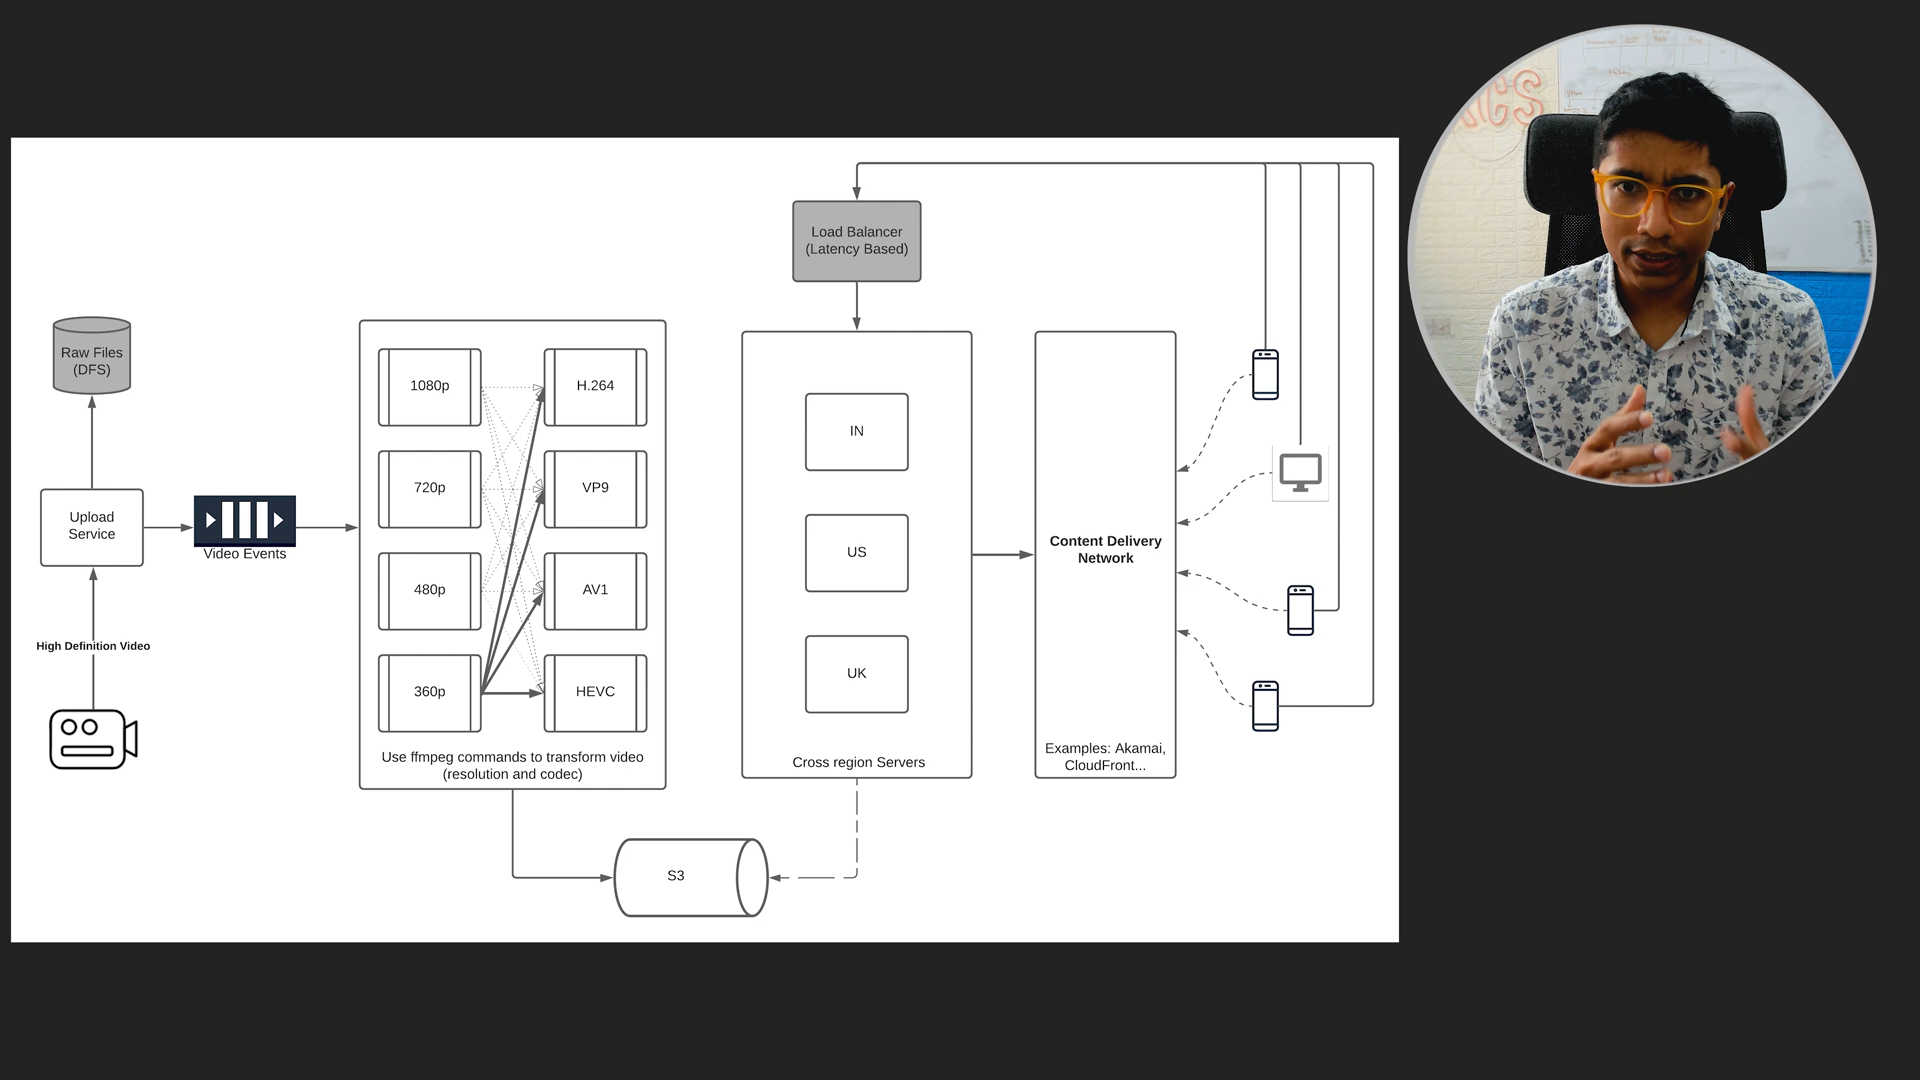 Load Balancer
(Latency Based)
Raw Files
(DFS)
Upload
Service
Video Events
High Definition Video
1080p
H.264
720p
VP9
480p
AV1
360p
HEVC
Use ffmpeg commands to transform video
(resolution and codec)
IN
US
UK
Cross region Servers
Content Delivery
Network
Examples: Akamai,
CloudFront...
S3